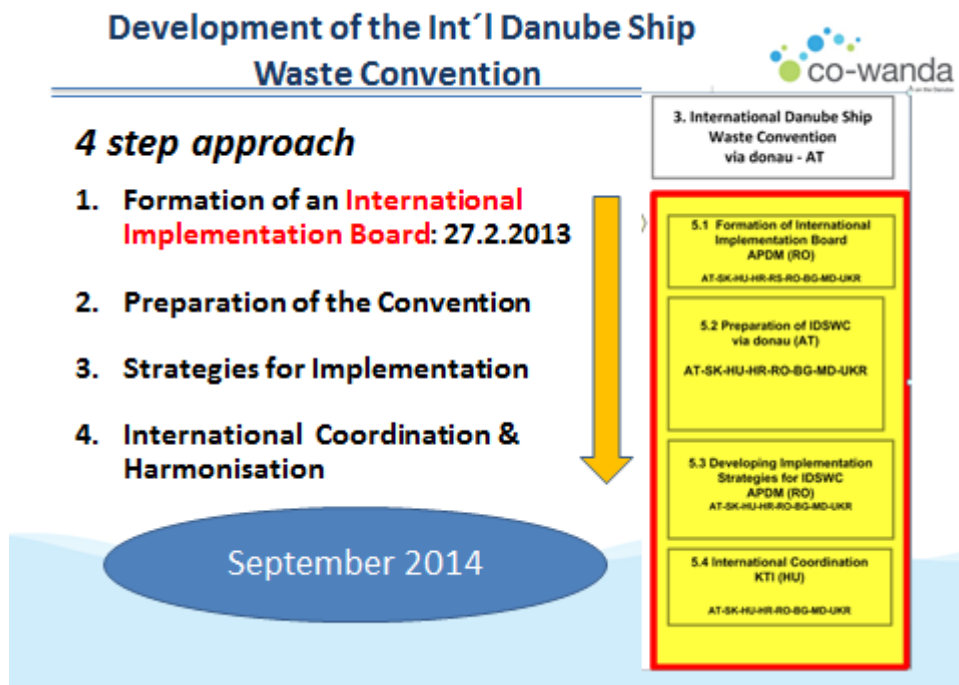 Development of the Int´l Danube Ship
Waste Convention
co-wanda
on the Danube
4 step approach
1. Formation of an International
Implementation Board: 27.2.2013
2. Preparation of the Convention
3. Strategies for Implementation
4. International Coordination &
Harmonisation
September 2014
3. International Danube Ship
Waste Convention
via donau - AT
5.1 Formation of International
Implementation Board
APDM (RO)
AT-SK-HU-HR-RS-RO-BG-MD-UKR
5.2 Preparation of IDSWC
via donau (AT)
AT-SK-HU-HR-RO-BG-MD-UKR
5.3 Developing Implementation
Strategies for IDSWC
APDM (RO)
AT-SK-HU-HR-RO-BG-MD-UKR
5.4 International Coordination
KTI (HU)
AT-SK-HU-HR-RO-BG-MD-UKR